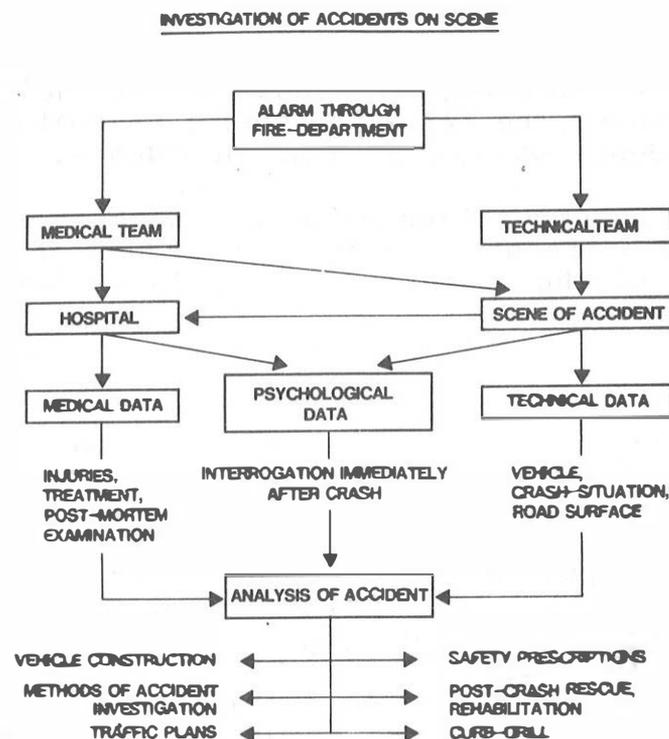 INVESTIGATION OF ACCIDENTS ON SCENE
ALARM THROUGH
FIRE-DEPARTMENT
MEDICAL TEAM
TECHNICALTEAM
HOSPITAL
SCENE OF ACCIDENT
MEDICAL DATA
PSYCHOLOGICAL
DATA
TECHNICAL DATA
INJURIES,
TREATMENT,
POST-MORTEM
EXAMINATION
INTERROGATION IMMEDIATELY
AFTER CRASH
VEHICLE,
CRASH-SITUATION,
ROAD SURFACE
ANALYSIS OF ACCIDENT
VEHICLE CONSTRUCTION
SAFETY PRESCRIPTIONS
METHODS OF ACCIDENT
INVESTIGATION
POST-CRASH RESCUE,
REHABILITATION
TRAFFIC PLANS
CURB-DRILL